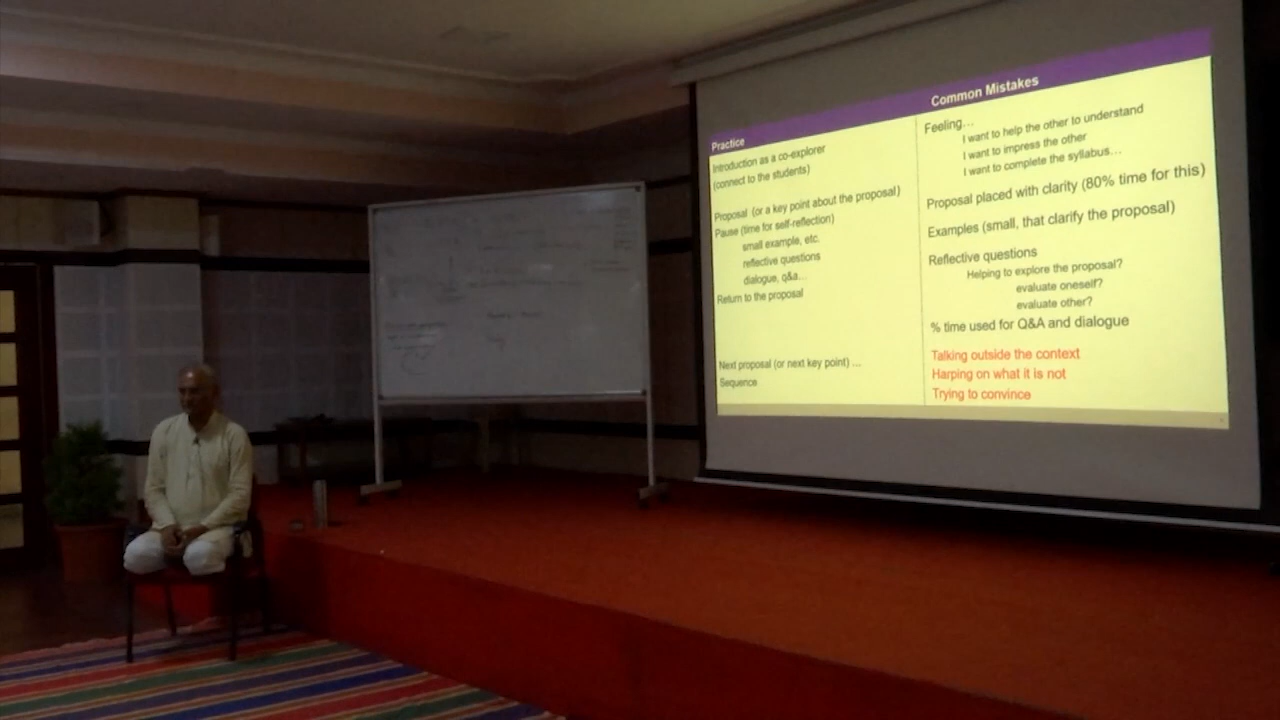 Practice
Introduction as a co-explorer
(connect to the students)
Proposal (or a key point about the proposal)
Pause (time for self-reflection)
small example, etc.
reflective questions
dialogue, q&a...
Return to the proposal
Next proposal (or next key point) ...
Sequence
Common Mistakes
Feeling...
I want to help the other to understand
I want to impress the other
I want to complete the syllabus...
Proposal placed with clarity (80% time for this)
Examples (small, that clarify the proposal)
Reflective questions
Helping to explore the proposal?
evaluate oneself?
evaluate other?
% time used for Q&A and dialogue
Talking outside the context
Harping on what it is not
Trying to convince